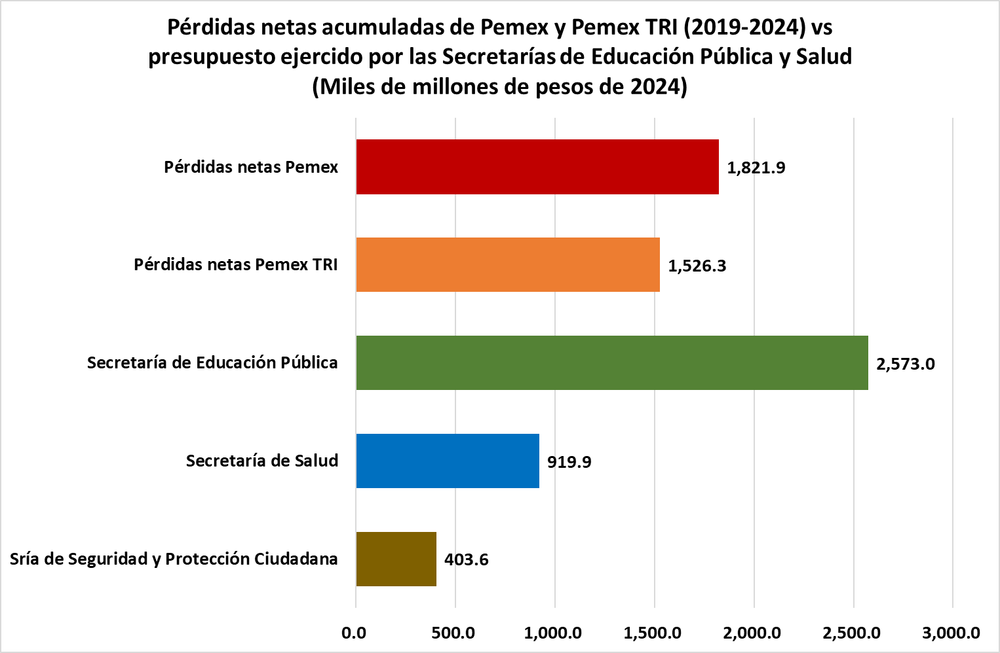 Pérdidas netas acumuladas de Pemex y Pemex TRI (2019-2024) vs
presupuesto ejercido por las Secretarías de Educación Pública y Salud
(Miles de millones de pesos de 2024)
Pérdidas netas Pemex
1,821.9
Pérdidas netas Pemex TRI
1,526.3
Secretaría de Educación Pública
2,573.0
Secretaría de Salud
919.9
Sría de Seguridad y Protección Ciudadana
403.6
0.0 500.0 1,000.0 1,500.0 2,000.0 2,500.0 3,000.0